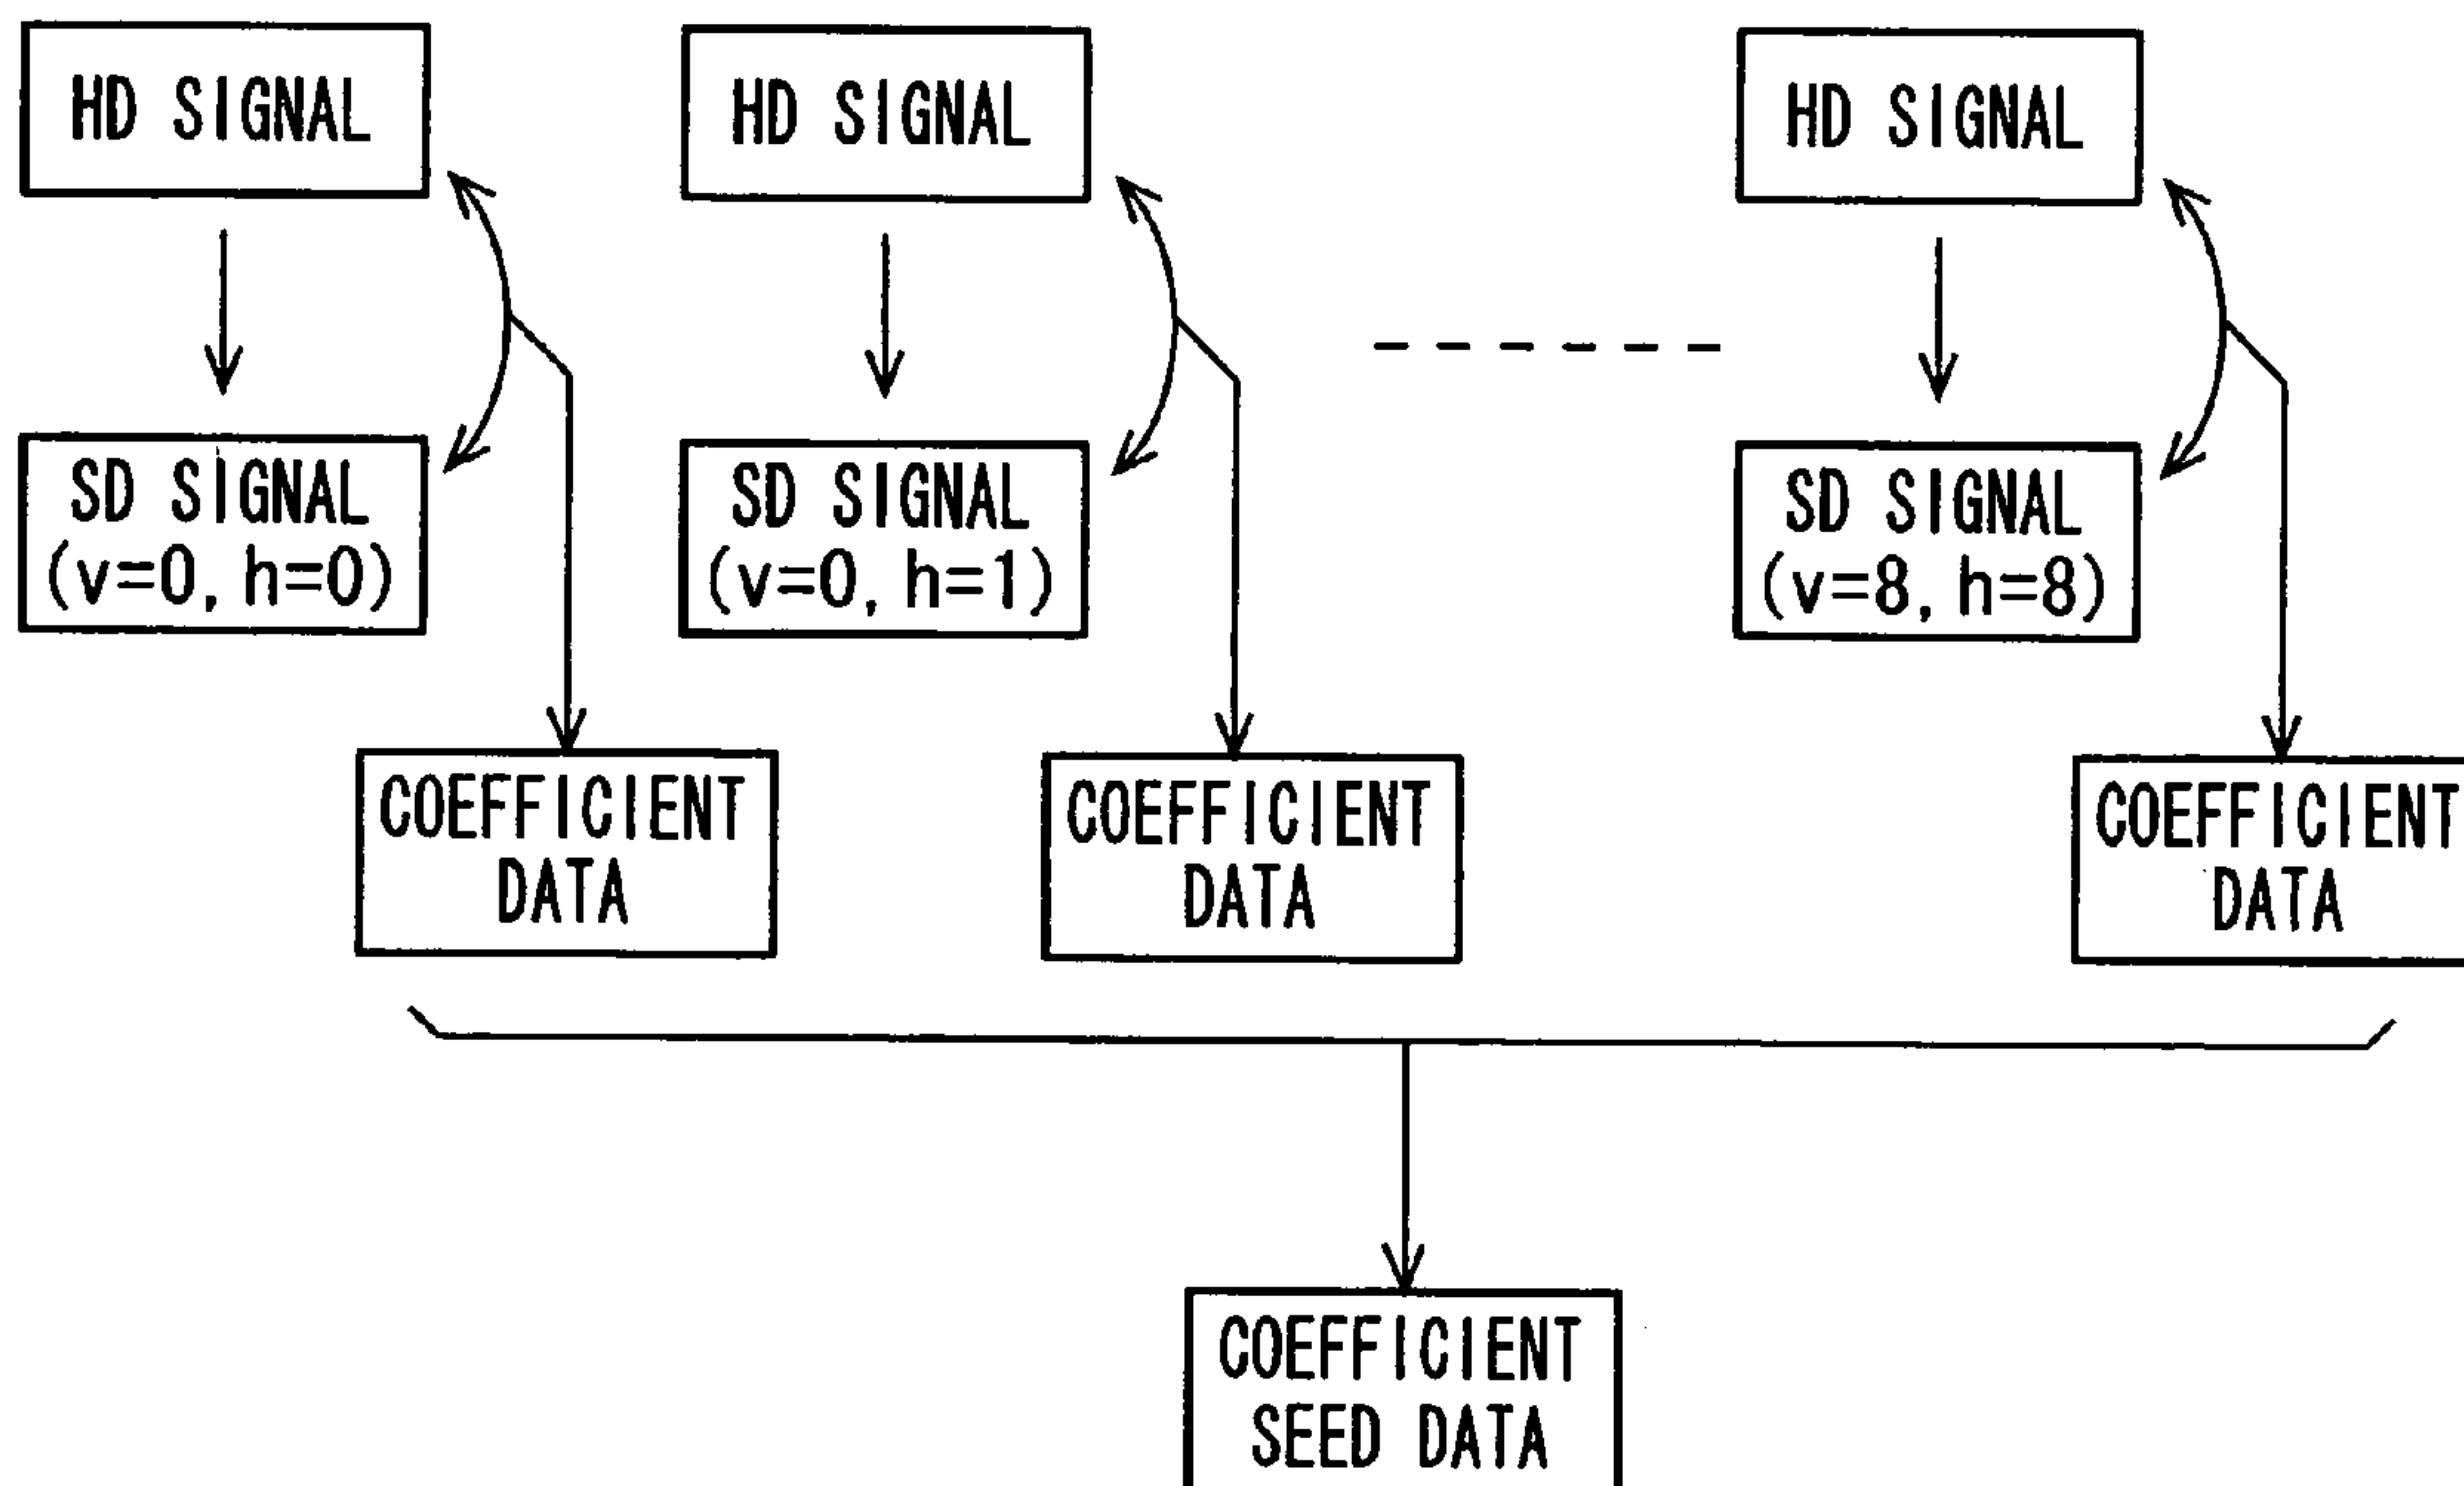 HD SIGNAL
HD SIGNAL
HD SIGNAL
SD SIGNAL
(v=0, h=0)
SD SIGNAL
(v=0, h=1)
SD SIGNAL
(v=8, h=8)
COEFFICIENT
DATA
COEFFICIENT
DATA
COEFFICIENT
DATA
COEFFICIENT
SEED DATA